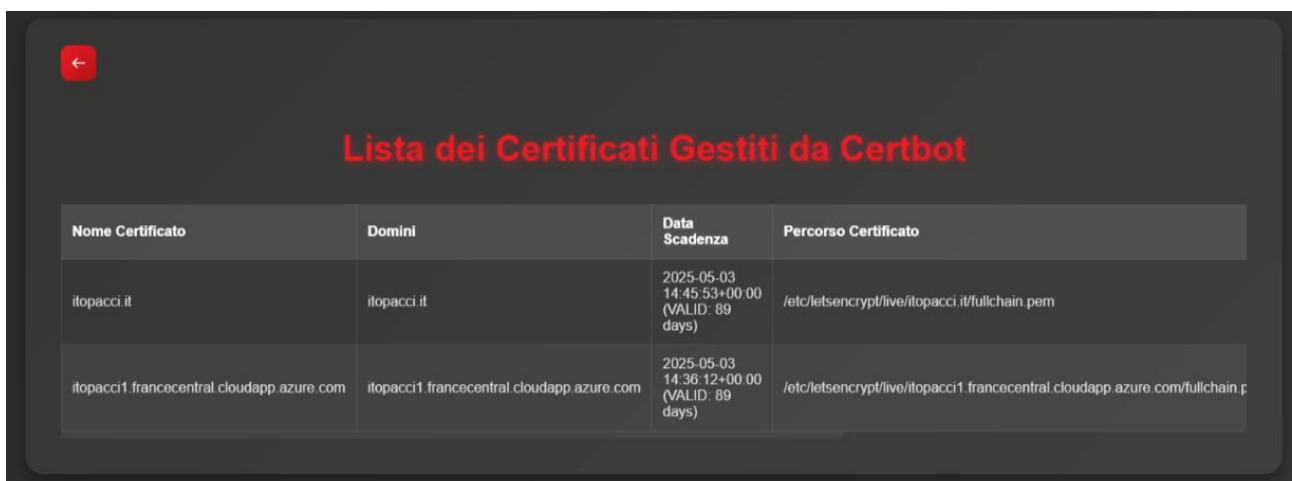 Lista dei Certificati Gestiti da Certbot
Nome Certificato
Domini
Data
Scadenza
Percorso Certificato
itopacci.it
itopacci.it
2025-05-03
14:45:53+00:00
(VALID: 89
days)
/etc/letsencrypt/live/itopacci.it/fullchain.pem
itopacci1.francecentral.cloudapp.azure.com
itopacci1.francecentral.cloudapp.azure.com
2025-05-03
14:36:12+00:00
(VALID: 89
days)
/etc/letsencrypt/live/itopacci1.francecentral.cloudapp.azure.com/fullchain.p